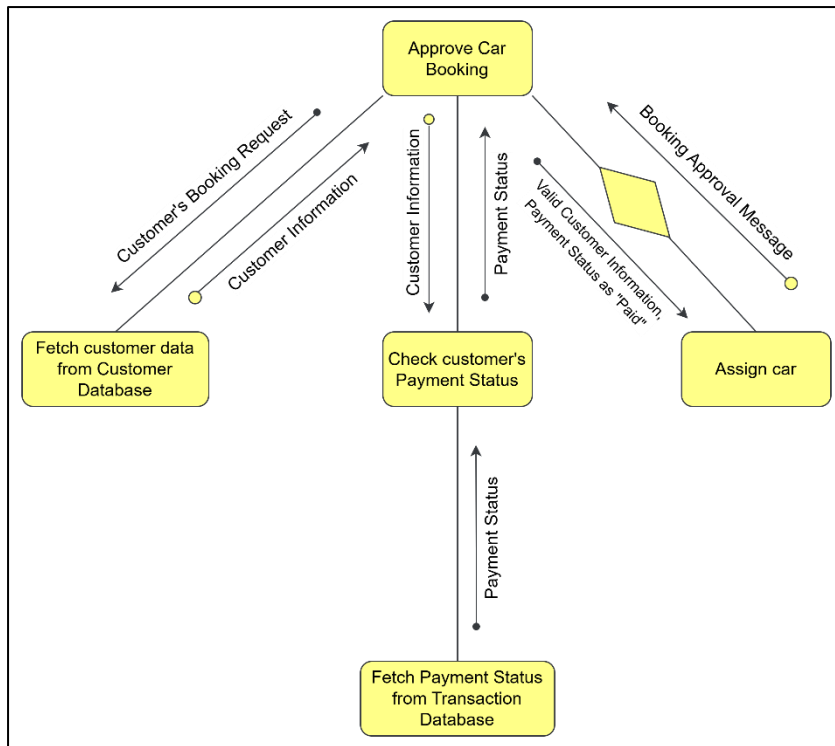 Approve Car
Booking
Customer's Booking Request
Customer Information
Customer Information
Payment Status
Valid Customer Information,
Payment Status as "Paid"
Booking Approval Message
Fetch customer data
from Customer
Database
Check customer's
Payment Status
Assign car
Payment Status
Fetch Payment Status
from Transaction
Database